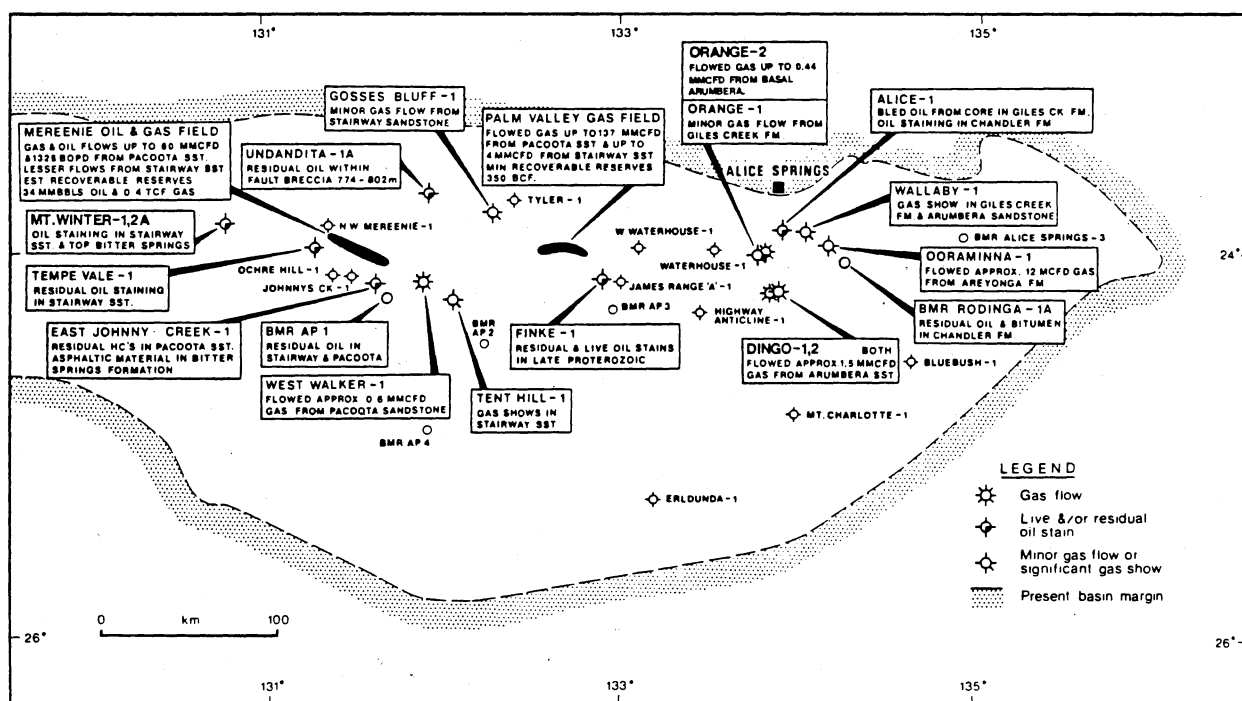 131°
133°
135°
ORANGE-2
FLOWED GAS UP TO 0.44
MMCFD FROM BASAL
ARUMBERA.
ORANGE-1
MINOR GAS FLOW FROM
GILES CREEK FM.
GOSSES BLUFF-1
MINOR GAS FLOW FROM
STAIRWAY SANDSTONE
PALM VALLEY GAS FIELD
FLOWED GAS UP TO 137 MMCFD
FROM PACOOTA SST & UP TO
4 MMCFD FROM STAIRWAY SST
MIN RECOVERABLE RESERVES
350 BCF.
ALICE-1
BLED OIL FROM CORE IN GILES CK FM.
OIL STAINING IN CHANDLER FM
MEREENIE OIL & GAS FIELD
GAS & OIL FLOWS UP TO 60 MMCFD
& 1328 BOPD FROM PACOOTA SST.
LESSER FLOWS FROM STAIRWAY SST
EST RECOVERABLE RESERVES
34 MMBBLS OIL & 0.4 TCF GAS
UNDANDITA-1A
RESIDUAL OIL WITHIN
FAULT BRECCIA 774-802m
ALICE SPRINGS
WALLABY-1
GAS SHOW IN GILES CREEK
FM & ARUMBERA SANDSTONE
TYLER-1
MT.WINTER-1,2A
OIL STAINING IN STAIRWAY
SST. & TOP BITTER SPRINGS
NW MEREENIE-1
W WATERHOUSE-1
WATERHOUSE-1
BMR ALICE SPRINGS-3
24°
OORAMINNA-1
FLOWED APPROX. 12 MCFD GAS
FROM AREYONGA FM
TEMPE VALE-1
RESIDUAL OIL STAINING
IN STAIRWAY SST.
OCHRE HILL-1
JOHNNYS CK-1
JAMES RANGE 'A'-1
BMR AP3
HIGHWAY
ANTICLINE-1
BMR RODINGA-1A
RESIDUAL OIL & BITUMEN
IN CHANDLER FM.
EAST JOHNNY CREEK-1
RESIDUAL HC'S IN PACOOTA SST.
ASPHALTIC MATERIAL IN BITTER
SPRINGS FORMATION
BMR AP 1
RESIDUAL OIL IN
STAIRWAY & PACOOTA
BMR
AP 2
FINKE-1
RESIDUAL & LIVE OIL STAINS
IN LATE PROTEROZOIC
DINGO-1,2 BOTH
FLOWED APPROX 1.5 MMCFD
GAS FROM ARUMBERA SST
BLUEBUSH-1
WEST WALKER-1
FLOWED APPROX 0.6 MMCFD
GAS FROM PACOOTA SANDSTONE
TENT HILL-1
GAS SHOWS IN
STAIRWAY SST
BMR AP4
MT. CHARLOTTE-1
ERLDUNDA-1
LEGEND
Gas flow
Live &/or residual
oil stain
Minor gas flow or
significant gas show
Present basin margin
0 km 100
26°
26°
131°
133°
135°